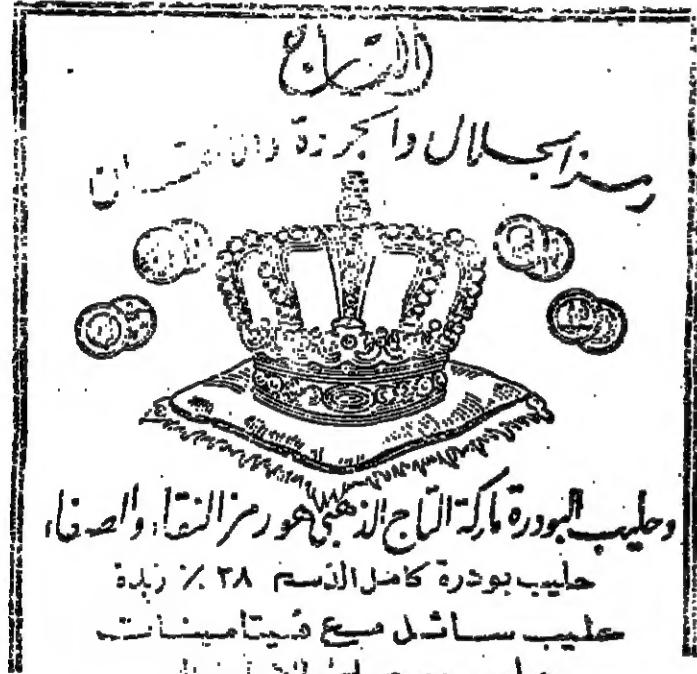 التاج
رمز الجلال والجودة
وحليب البودرة ماركة التاج الذهبي هو رمز النقاء والصفاء
حليب بودرة كامل الدسم ٢٨ ٪ زبدة
حليب سائل مع فيتامينات